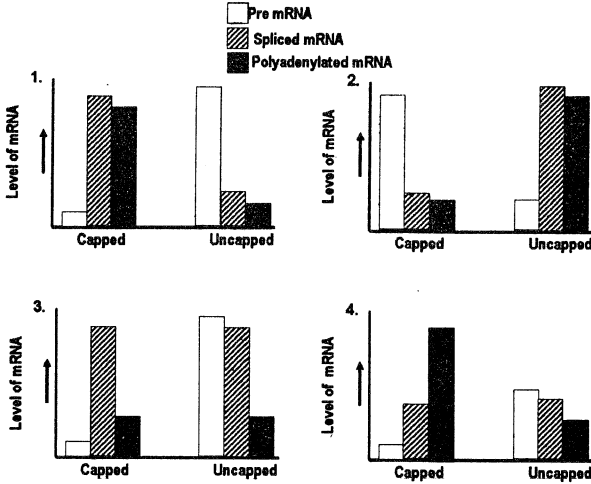 Pre mRNA
Spliced mRNA
Polyadenylated mRNA
1.
Level of mRNA
Capped Uncapped
2.
Level of mRNA
Capped Uncapped
3.
Level of mRNA
Capped Uncapped
4.
Level of mRNA
Capped Uncapped